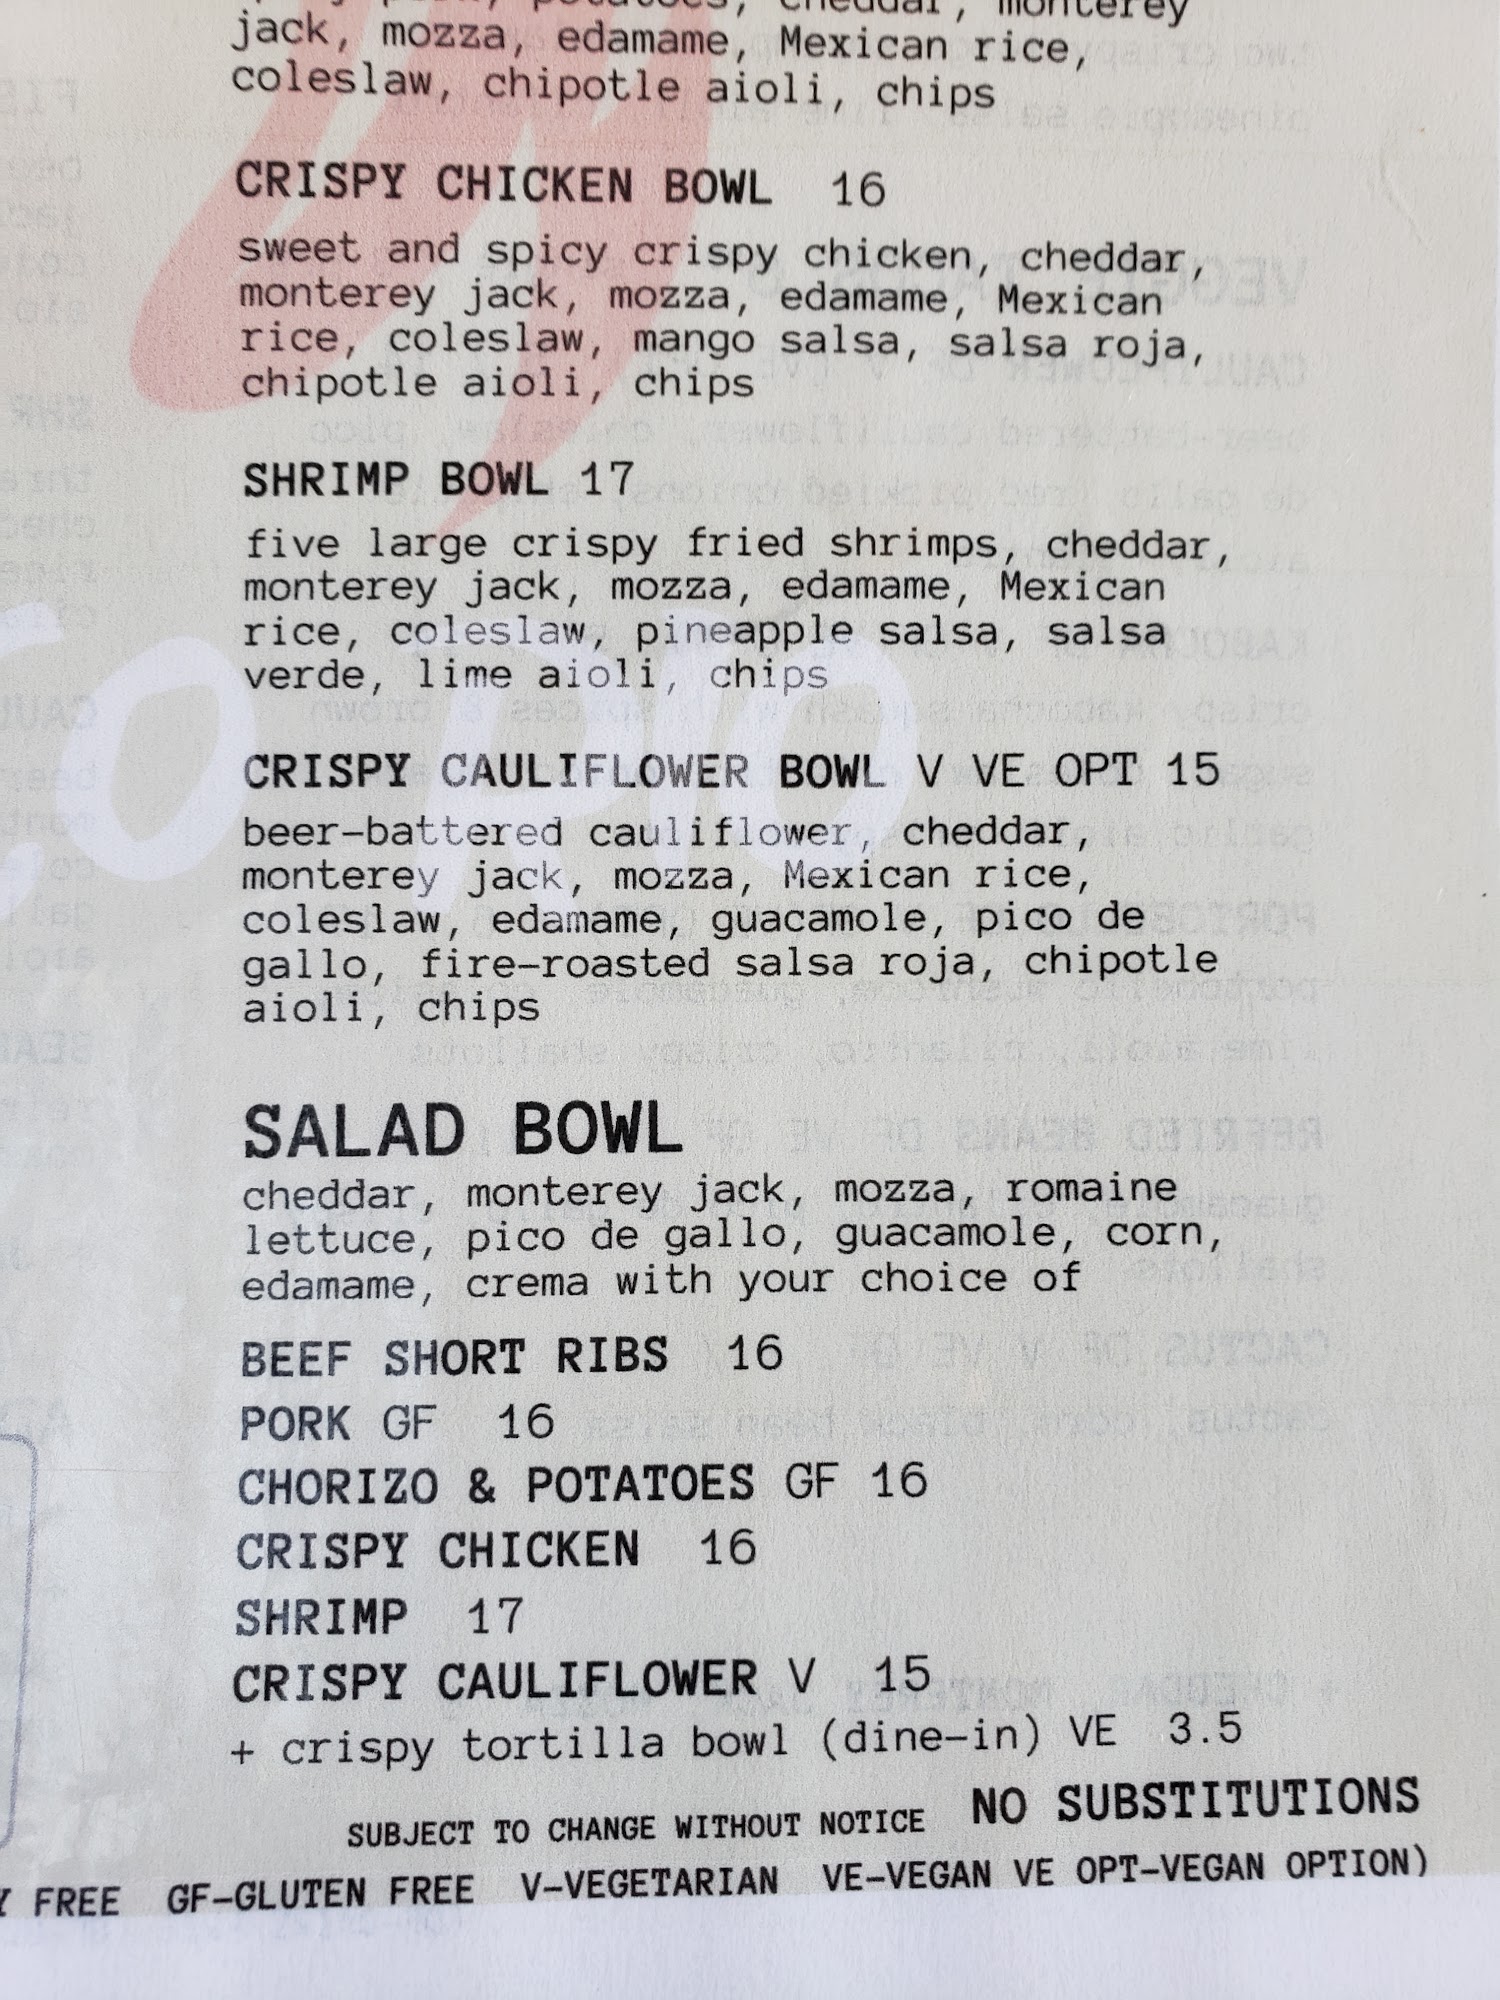 potatoes, cheddar, monterey
jack, mozza, edamame, Mexican rice,
coleslaw, chipotle aioli, chips
CRISPY CHICKEN BOWL 16
sweet and spicy crispy chicken, cheddar,
monterey jack, mozza, edamame, Mexican
rice, coleslaw, mango salsa, salsa roja,
chipotle aioli, chips
SHRIMP BOWL 17
five large crispy fried shrimps, cheddar,
monterey jack, mozza, edamame, Mexican
rice, coleslaw, pineapple salsa, salsa
verde, lime aioli, chips
CRISPY CAULIFLOWER BOWL V VE OPT 15
beer-battered cauliflower, cheddar,
monterey jack, mozza, Mexican rice,
coleslaw, edamame, guacamole, pico de
gallo, fire-roasted salsa roja, chipotle
aioli, chips
SALAD BOWL
cheddar, monterey jack, mozza, romaine
lettuce, pico de gallo, guacamole, corn,
edamame, crema with your choice of
BEEF SHORT RIBS 16
PORK GF 16
CHORIZO & POTATOES GF 16
CRISPY CHICKEN 16
SHRIMP 17
CRISPY CAULIFLOWER V 15
+ crispy tortilla bowl (dine-in) VE 3.5
SUBJECT TO CHANGE WITHOUT NOTICE NO SUBSTITUTIONS
FREE GF-GLUTEN FREE V-VEGETARIAN VE-VEGAN VE OPT-VEGAN OPTION)